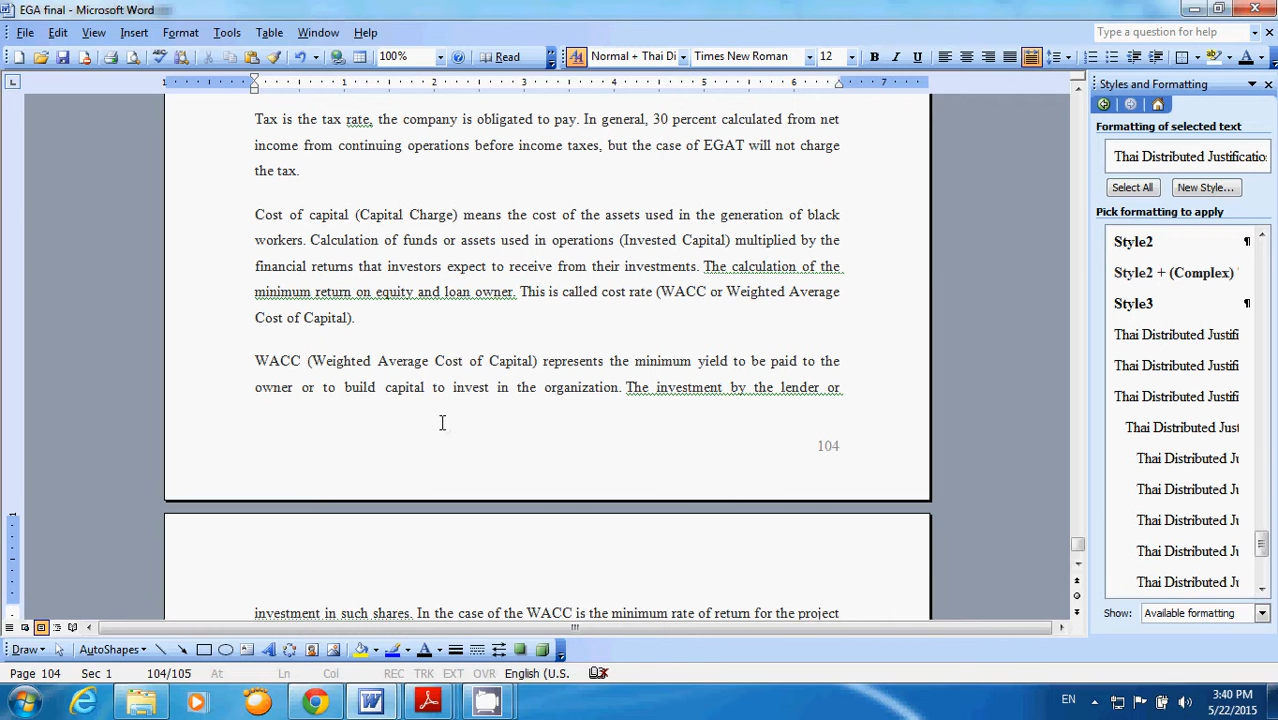 EGA final - Microsoft Word
File Edit View Insert Format Tools Table Window Help
Type a question for help
100% Read Normal + Thai Di Times New Roman 12 B I U
1 1 2 3 4 5 6 7
Styles and Formatting
Formatting of selected text
Thai Distributed Justificatio
Select All New Style...
Pick formatting to apply
Style2 ¶
Style2 + (Complex)
Style3 ¶
Thai Distributed Justifi
Thai Distributed Justifi
Thai Distributed Justifi
Thai Distributed Just
Thai Distributed Ju
Thai Distributed Ju
Thai Distributed Ju
Thai Distributed Ju
Thai Distributed Ju
Show: Available formatting
Tax is the tax rate, the company is obligated to pay. In general, 30 percent calculated from net
income from continuing operations before income taxes, but the case of EGAT will not charge
the tax.
Cost of capital (Capital Charge) means the cost of the assets used in the generation of black
workers. Calculation of funds or assets used in operations (Invested Capital) multiplied by the
financial returns that investors expect to receive from their investments. The calculation of the
minimum return on equity and loan owner. This is called cost rate (WACC or Weighted Average
Cost of Capital).
WACC (Weighted Average Cost of Capital) represents the minimum yield to be paid to the
owner or to build capital to invest in the organization. The investment by the lender or
104
investment in such shares. In the case of the WACC is the minimum rate of return for the project
Draw AutoShapes
Page 104 Sec 1 104/105 At Ln Col REC TRK EXT OVR English (U.S.
EN 3:40 PM
5/22/2015